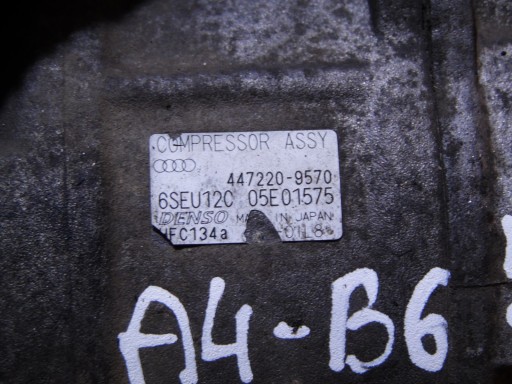 COMPRESSOR ASSY
447220-9570
6SEU12C 05E01575
DENSO MADE IN JAPAN
HFC134a
A4-B6